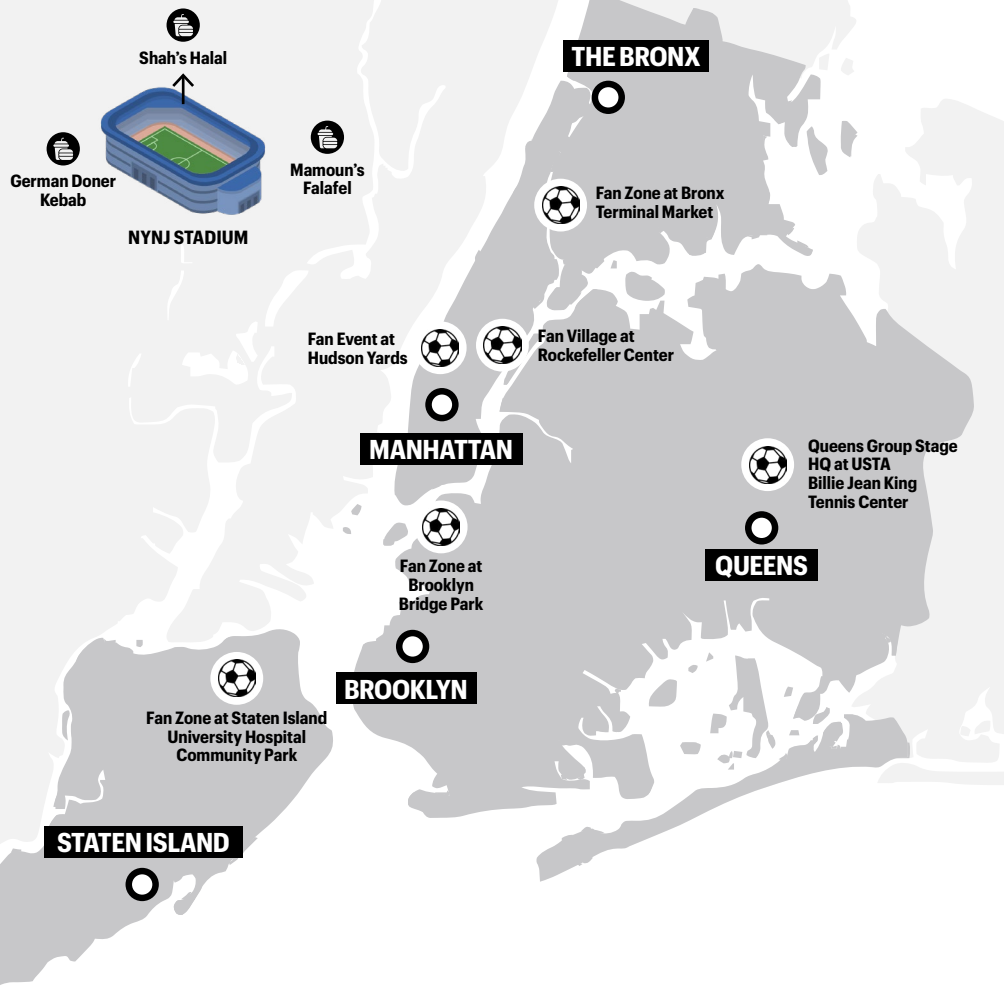 Shah's Halal
German Doner
Kebab
Mamoun's
Falafel
NYNJ STADIUM
THE BRONX
Fan Zone at Bronx
Terminal Market
Fan Event at
Hudson Yards
Fan Village at
Rockefeller Center
MANHATTAN
Queens Group Stage
HQ at USTA
Billie Jean King
Tennis Center
QUEENS
Fan Zone at
Brooklyn
Bridge Park
BROOKLYN
Fan Zone at Staten Island
University Hospital
Community Park
STATEN ISLAND